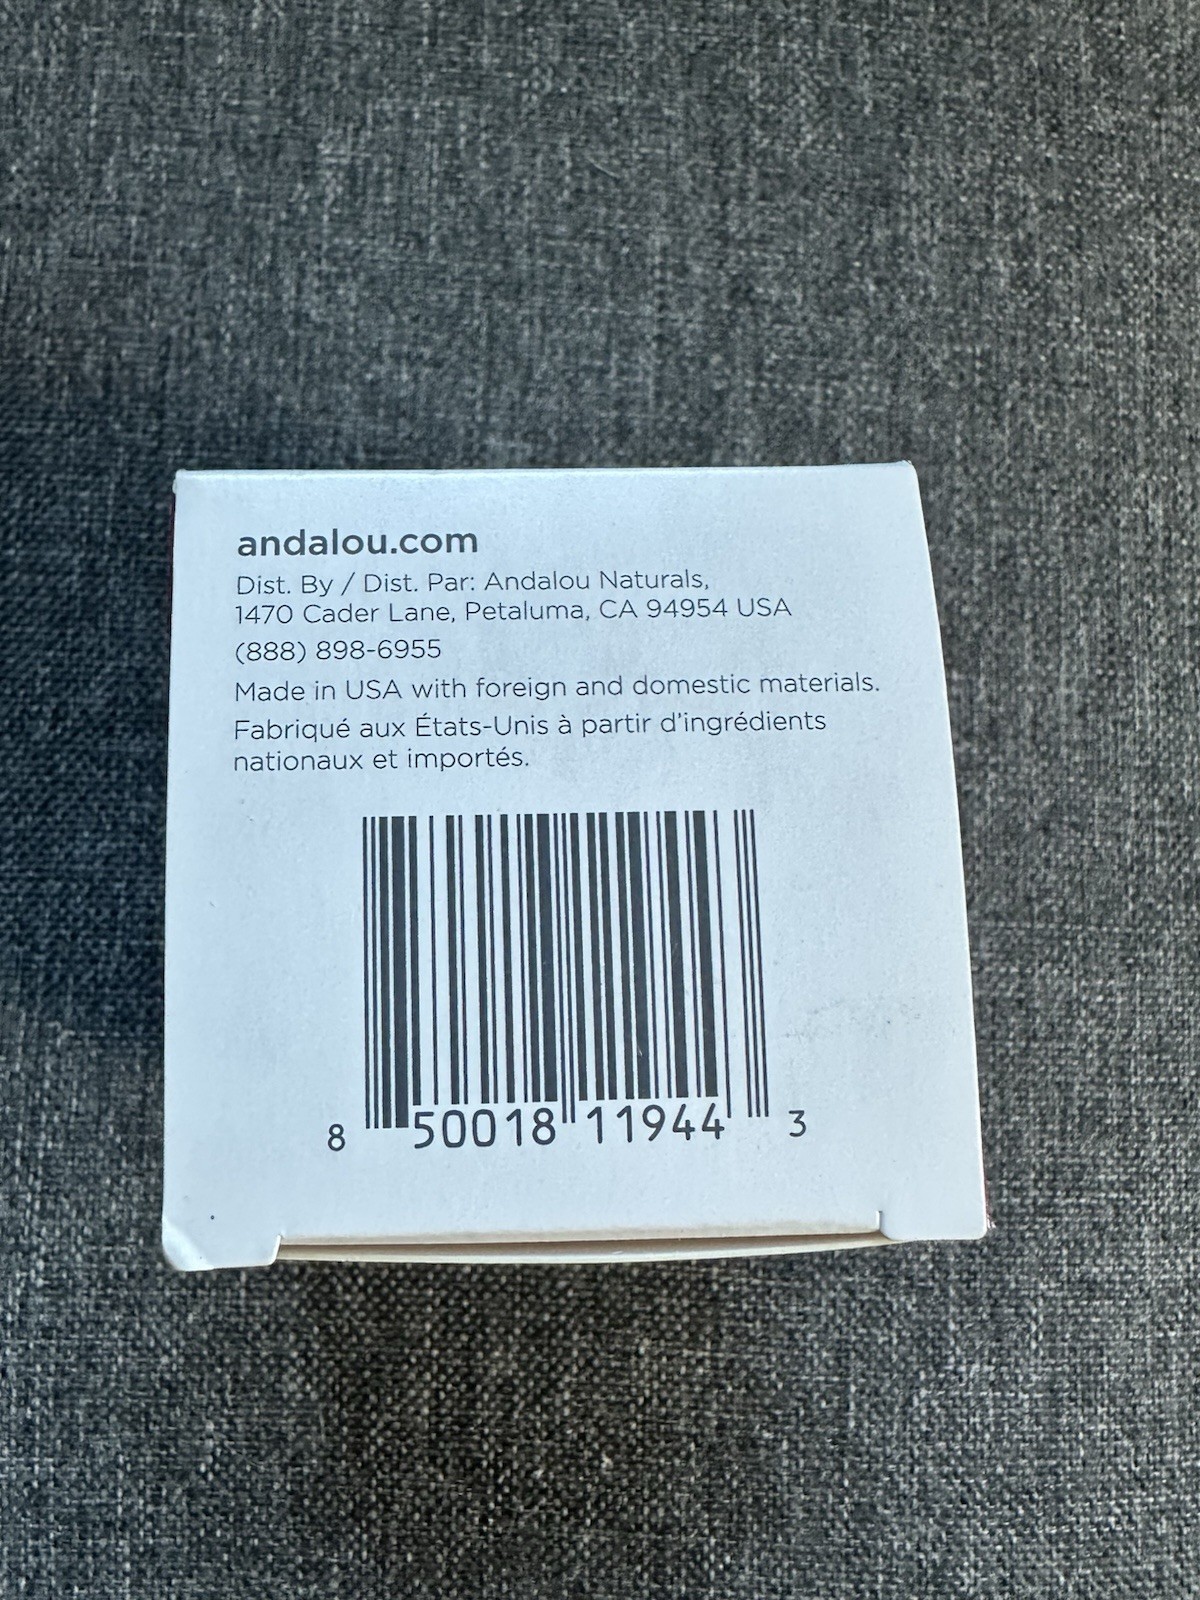 andalou.com
Dist. By / Dist. Par: Andalou Naturals,
1470 Cader Lane, Petaluma, CA 94954 USA
(888) 898-6955
Made in USA with foreign and domestic materials.
Fabriqué aux États-Unis à partir d'ingrédients
nationaux et importés.
8 50018 11944 3